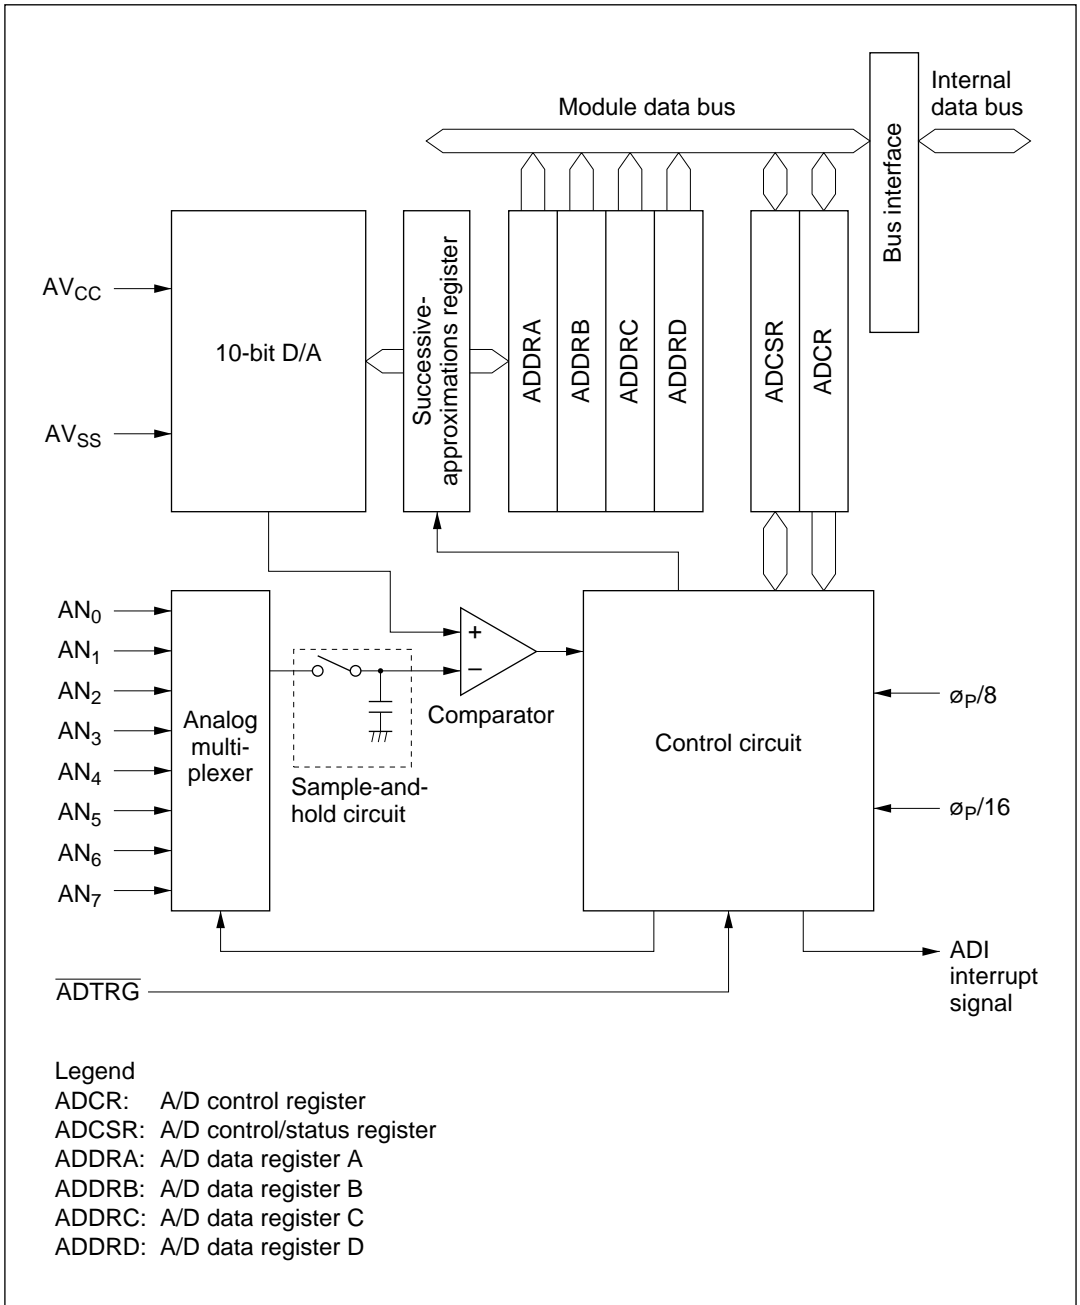 Module data bus
Internal
data bus
Bus interface
AVCC
AVSS
10-bit D/A
Successive-
approximations register
ADDRA
ADDRB
ADDRC
ADDRD
ADCSR
ADCR
AN0
AN1
AN2
AN3
AN4
AN5
AN6
AN7
Analog
multi-
plexer
Sample-and-
hold circuit
+
−
Comparator
Control circuit
øP/8
øP/16
ADTRG
ADI
interrupt
signal
Legend
ADCR: A/D control register
ADCSR: A/D control/status register
ADDRA: A/D data register A
ADDRB: A/D data register B
ADDRC: A/D data register C
ADDRD: A/D data register D